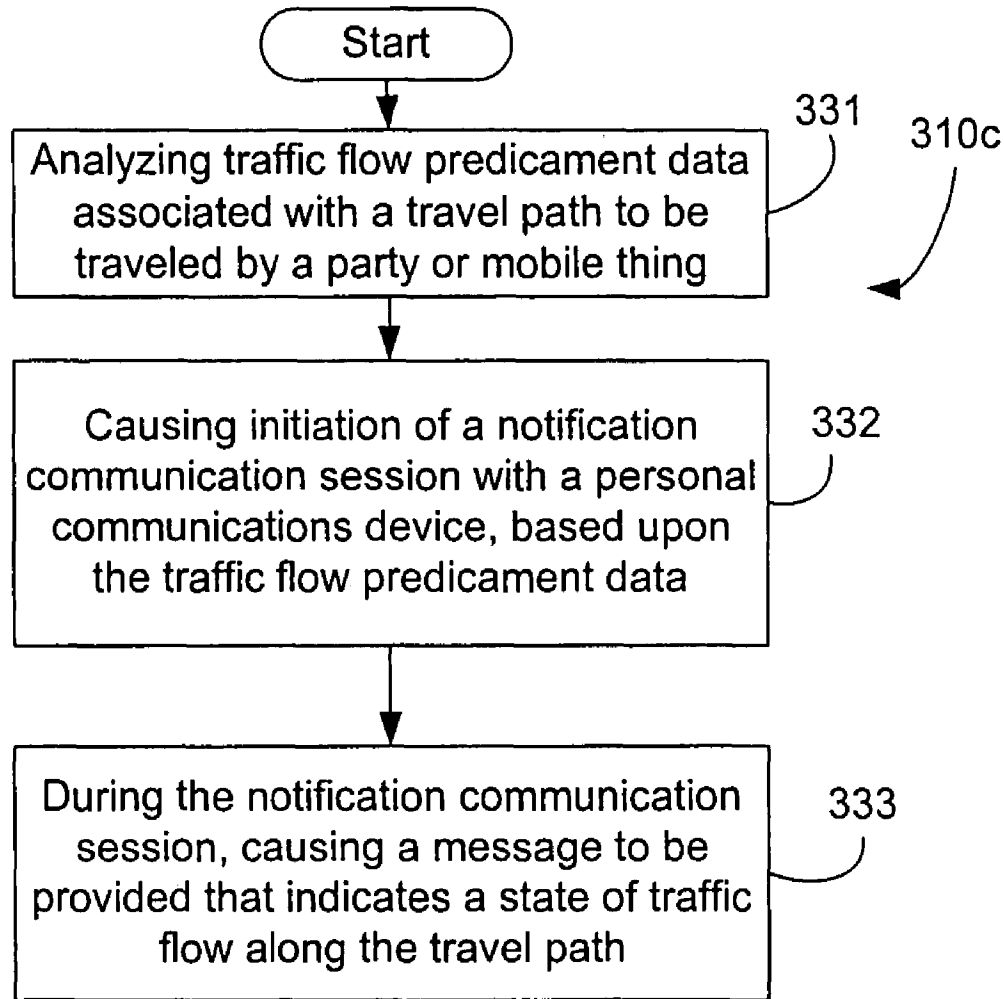 Start
331
310c
Analyzing traffic flow predicament data
associated with a travel path to be
traveled by a party or mobile thing
332
Causing initiation of a notification
communication session with a personal
communications device, based upon
the traffic flow predicament data
333
During the notification communication
session, causing a message to be
provided that indicates a state of traffic
flow along the travel path